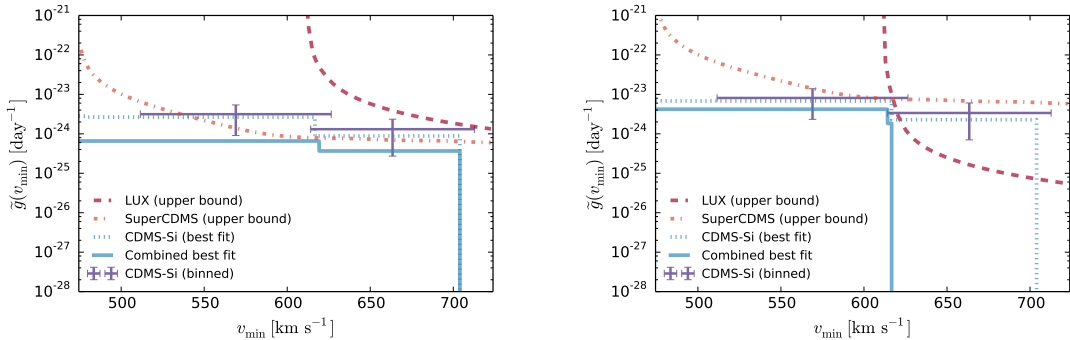 10⁻²¹
10⁻²²
10⁻²³
10⁻²⁴
10⁻²⁵
10⁻²⁶
10⁻²⁷
10⁻²⁸
g̃(v_min) [day⁻¹]
LUX (upper bound)
SuperCDMS (upper bound)
CDMS-Si (best fit)
Combined best fit
CDMS-Si (binned)
500 550 600 650 700
v_min [km s⁻¹]
10⁻²¹
10⁻²²
10⁻²³
10⁻²⁴
10⁻²⁵
10⁻²⁶
10⁻²⁷
10⁻²⁸
g̃(v_min) [day⁻¹]
LUX (upper bound)
SuperCDMS (upper bound)
CDMS-Si (best fit)
Combined best fit
CDMS-Si (binned)
500 550 600 650 700
v_min [km s⁻¹]